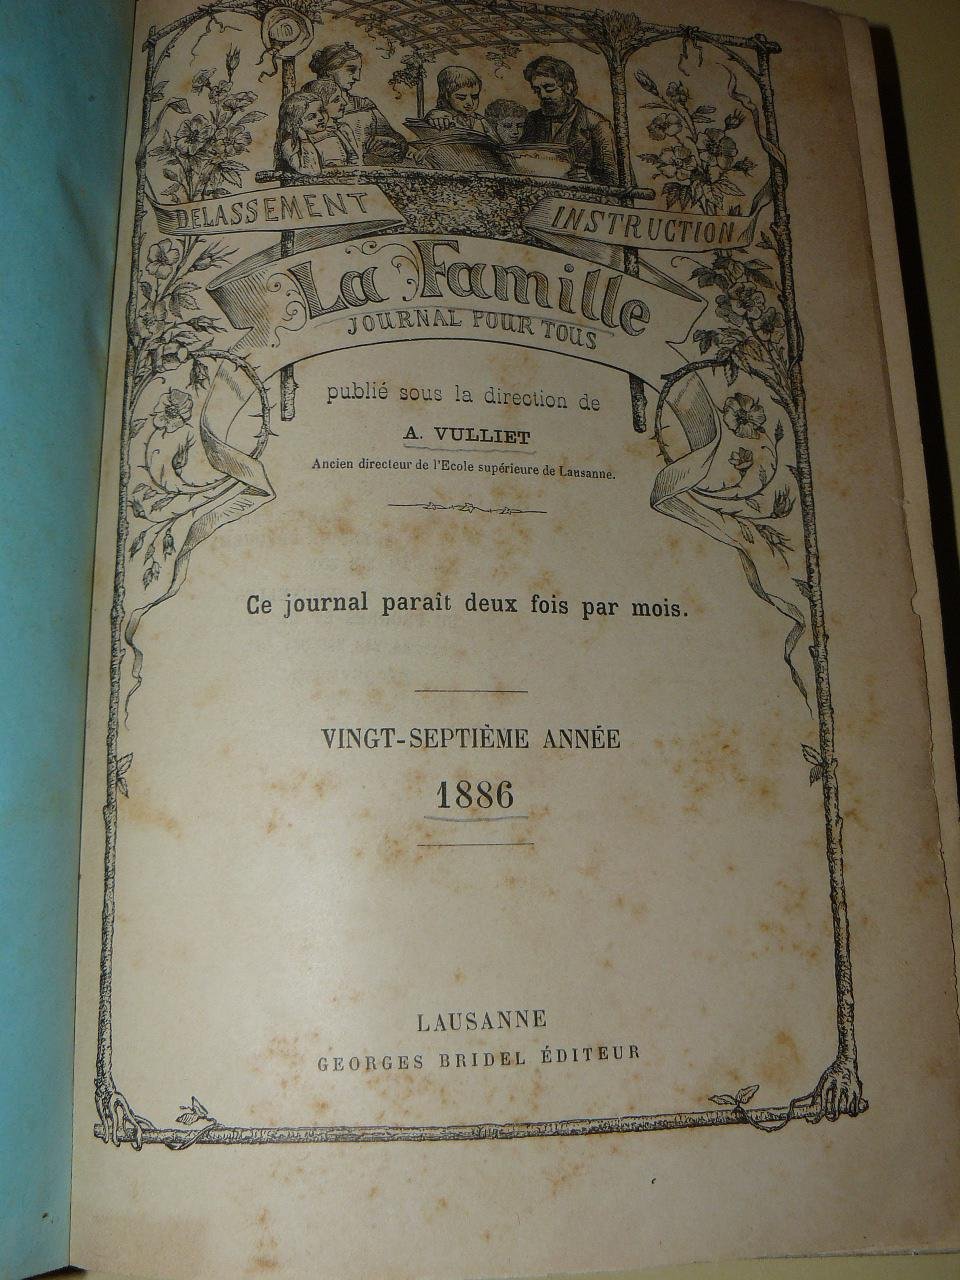 DELASSEMENT
INSTRUCTION
La Famille
JOURNAL POUR TOUS
publié sous la direction de
A. VULLIET
Ancien directeur de l'Ecole supérieure de Lausanne.
Ce journal paraît deux fois par mois.
VINGT-SEPTIÈME ANNÉE
1886
LAUSANNE
GEORGES BRIDEL ÉDITEUR